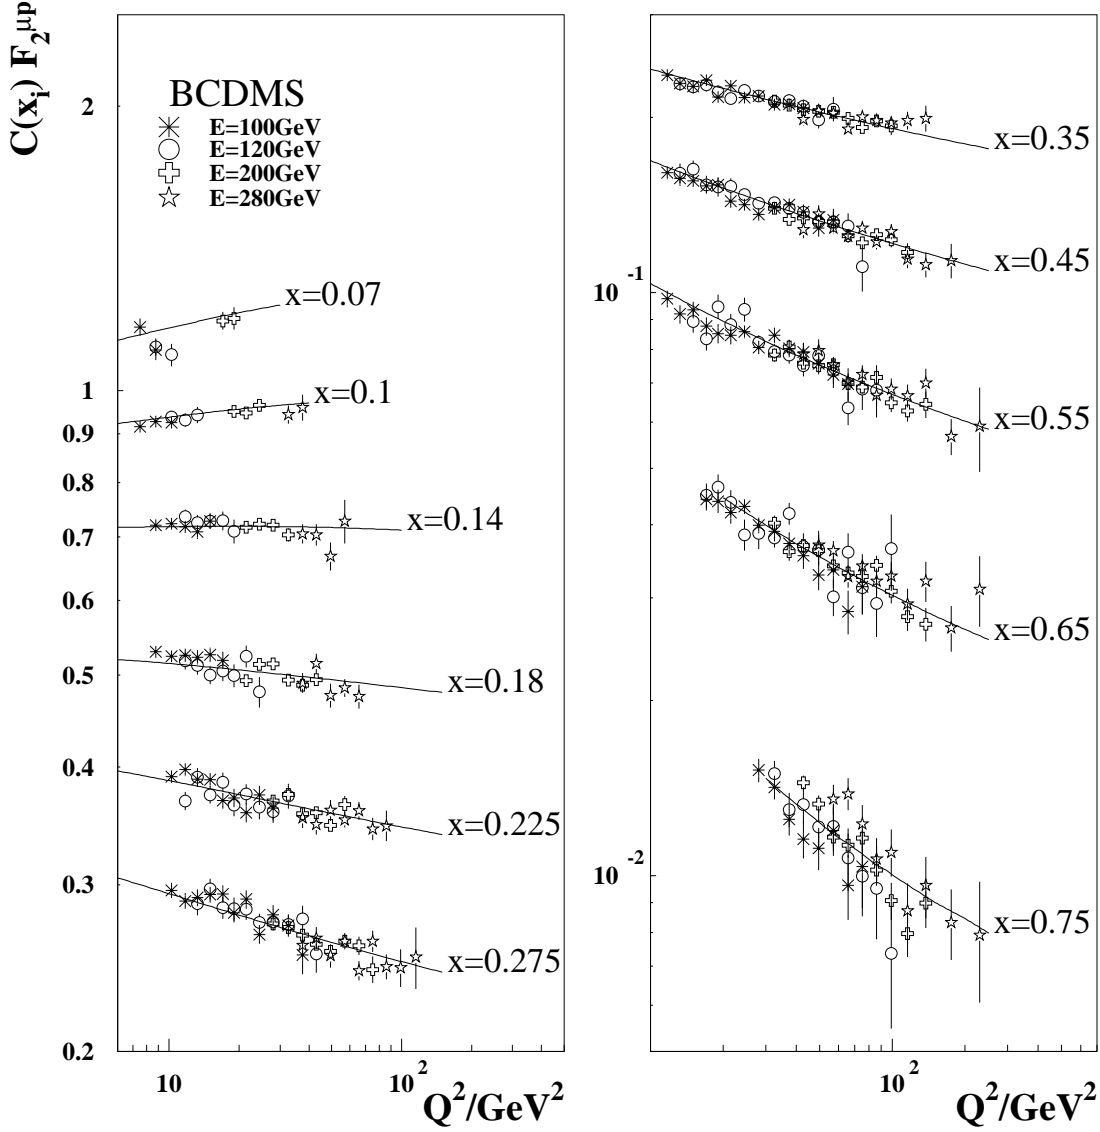 C(x_i) F_2^μp
BCDMS
E=100GeV
E=120GeV
E=200GeV
E=280GeV
2
1
0.9
0.8
0.7
0.6
0.5
0.4
0.3
0.2
x=0.07
x=0.1
x=0.14
x=0.18
x=0.225
x=0.275
10
10^2
Q^2/GeV^2
10^-1
10^-2
x=0.35
x=0.45
x=0.55
x=0.65
x=0.75
10^2
Q^2/GeV^2